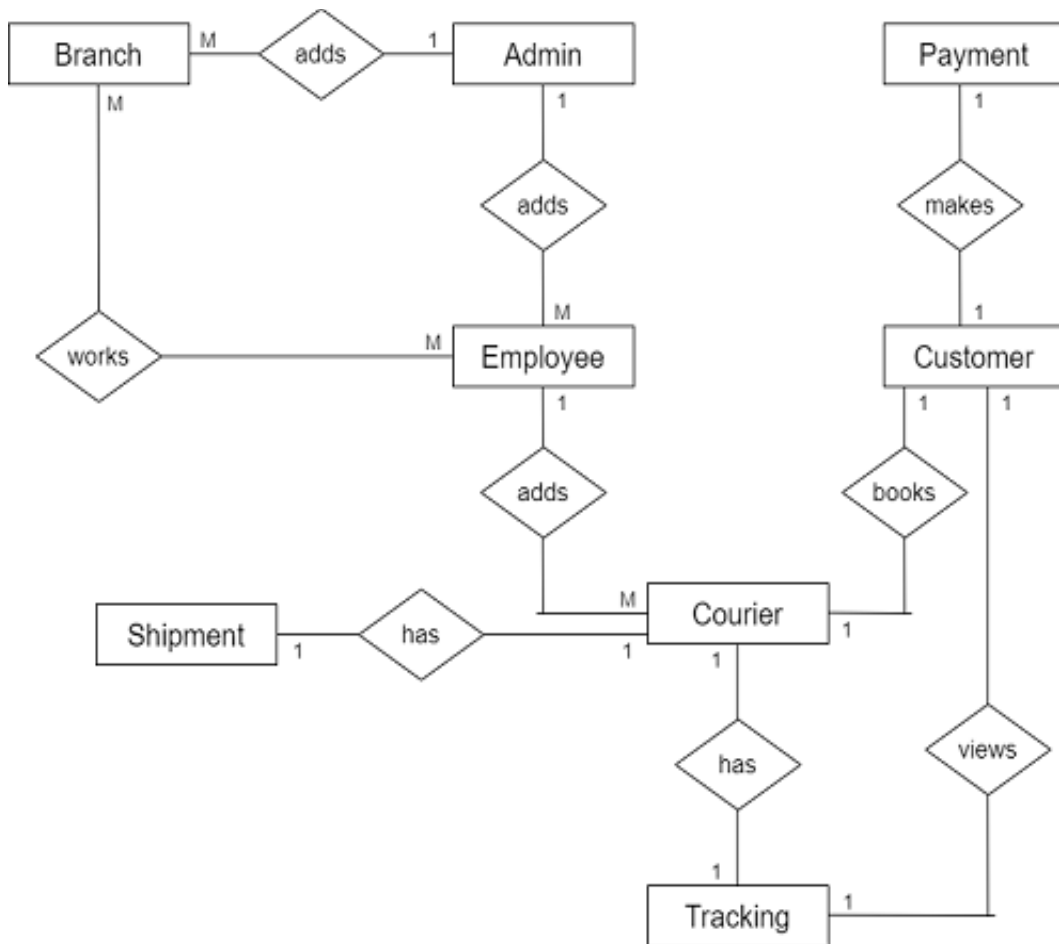 Branch
M
adds
1
Admin
Payment
M
1
1
adds
makes
M
1
works
M
Employee
Customer
1
1
1
adds
books
M
Courier
1
Shipment
1
has
1
1
has
views
1
Tracking
1